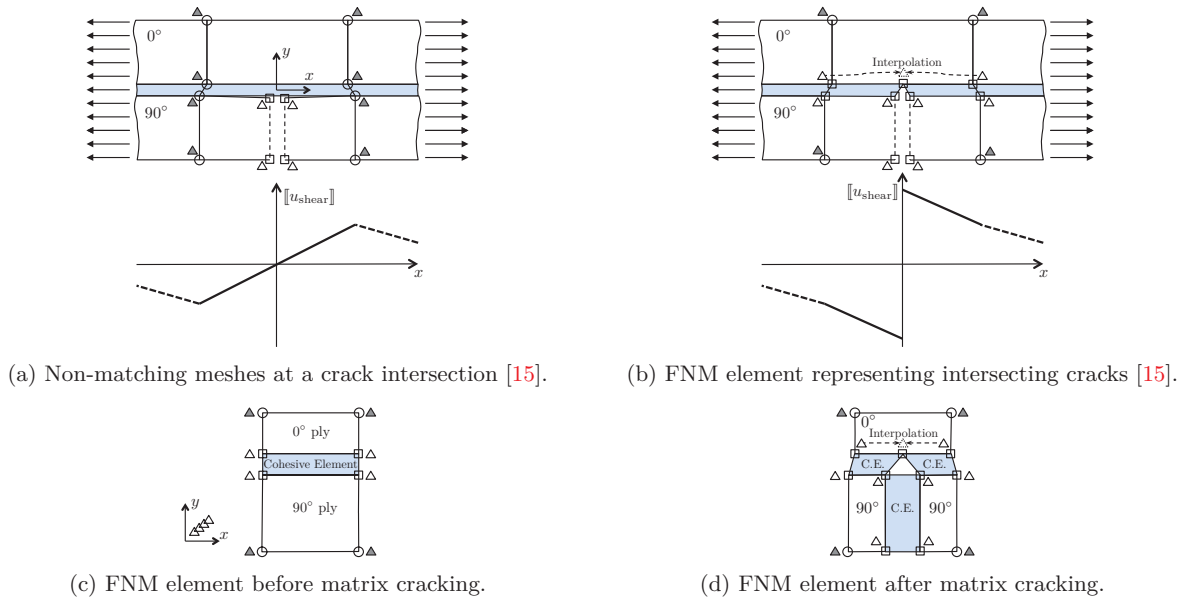 0°
y
x
90°
⟦u_shear⟧
x
(a) Non-matching meshes at a crack intersection [15].
0°
Interpolation
90°
⟦u_shear⟧
x
(b) FNM element representing intersecting cracks [15].
0° ply
Cohesive Element
90° ply
y
x
(c) FNM element before matrix cracking.
0°
Interpolation
C.E.
C.E.
90°
C.E.
90°
(d) FNM element after matrix cracking.